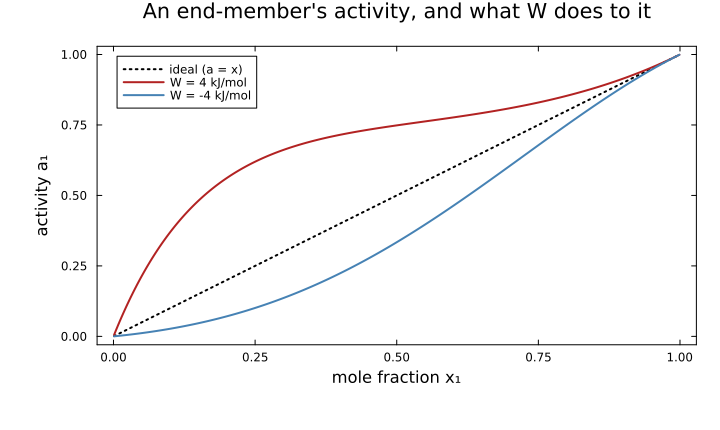 An end-member's activity, and what W does to it
ideal (a = x)
W = 4 kJ/mol
W = -4 kJ/mol
activity a₁
1.00
0.75
0.50
0.25
0.00
0.00 0.25 0.50 0.75 1.00
mole fraction x₁